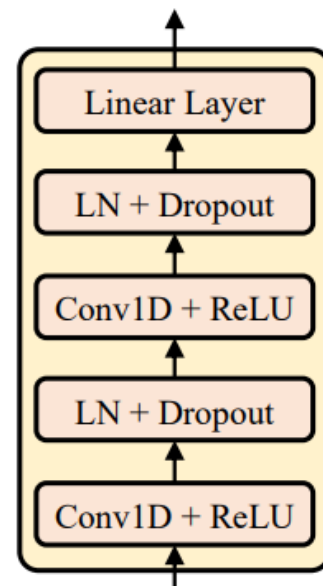 Linear Layer
LN + Dropout
Conv1D + ReLU
LN + Dropout
Conv1D + ReLU